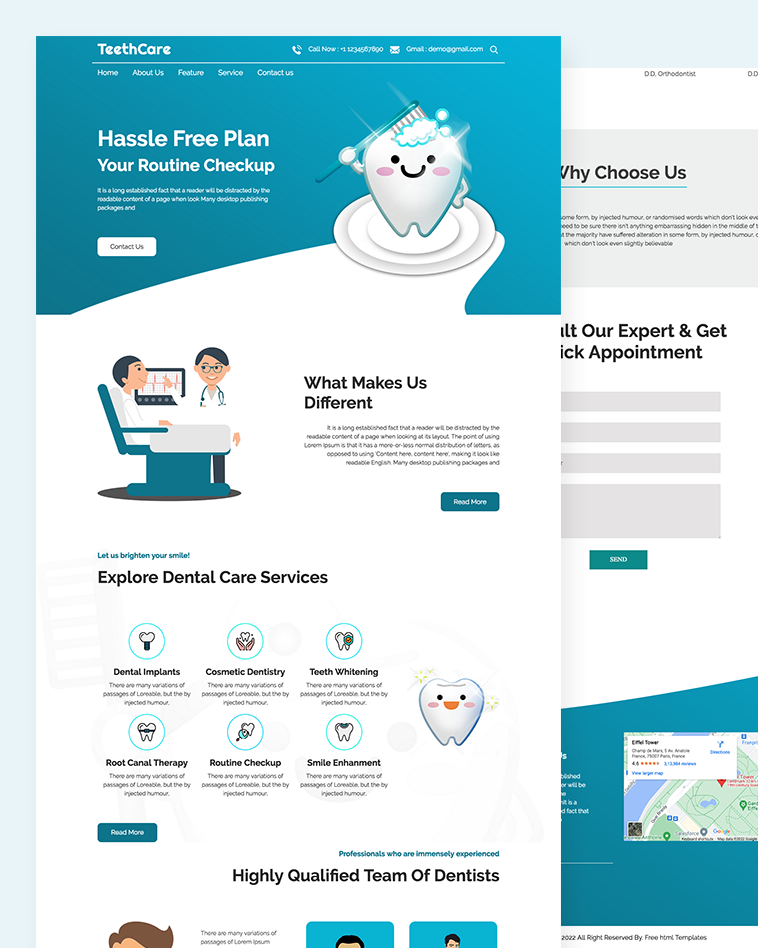 TeethCare
Call Now : +1 1234567890
Gmail : demo@gmail.com
Home
About Us
Feature
Service
Contact us
Hassle Free Plan
Your Routine Checkup
It is a long established fact that a reader will be distracted by the
readable content of a page when look Many desktop publishing
packages and
Contact Us
What Makes Us
Different
It is a long established fact that a reader will be distracted by the
readable content of a page when looking at its layout. The point of using
Lorem Ipsum is that it has a more-or-less normal distribution of letters, as
opposed to using 'Content here, content here', making it look like
readable English. Many desktop publishing packages and
Read More
Let us brighten your smile!
Explore Dental Care Services
Dental Implants
There are many variations of
passages of Loreable, but the by
injected humour,
Cosmetic Dentistry
There are many variations of
passages of Loreable, but the by
injected humour,
Teeth Whitening
There are many variations of
passages of Loreable, but the by
injected humour,
Root Canal Therapy
There are many variations of
passages of Loreable, but the by
injected humour,
Routine Checkup
There are many variations of
passages of Loreable, but the by
injected humour,
Smile Enhanment
There are many variations of
passages of Loreable, but the by
injected humour,
Read More
Professionals who are immensely experienced
Highly Qualified Team Of Dentists
There are many variations of
passages of Lorem Ipsum
D.D, Orthodontist
D.D
Why Choose Us
some form, by injected humour, or randomised words which don't look eve
need to be sure there isn't anything embarrassing hidden in the middle of t
t the majority have suffered alteration in some form, by injected humour, o
which don't look even slightly believable
ult Our Expert & Get
ick Appointment
SEND
Us
blished
er will be
he
m it is a
d fact that
Eiffel Tower
Champ de Mars, 5 Av. Anatole
France, 75007 Paris, France
4.6
Directions
View larger map
Google
Keyboard shortcuts
Map data ©2022 Google
2022 All Right Reserved By. Free html Templates